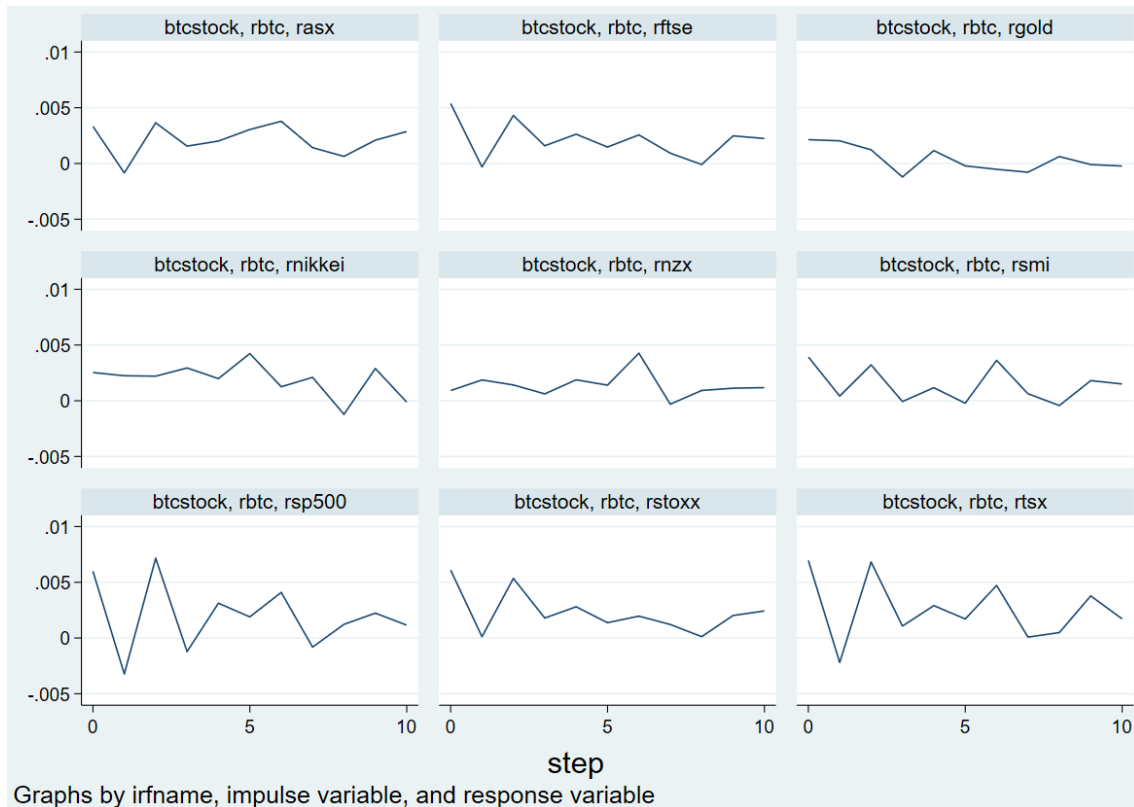 btcstock, rbtc, rasx
btcstock, rbtc, rftse
btcstock, rbtc, rgold
.01
.005
0
-.005
btcstock, rbtc, rnikkei
btcstock, rbtc, rnzx
btcstock, rbtc, rsmi
.01
.005
0
-.005
btcstock, rbtc, rsp500
btcstock, rbtc, rstoxx
btcstock, rbtc, rtsx
.01
.005
0
-.005
0 5 10
0 5 10
0 5 10
step
Graphs by irfname, impulse variable, and response variable